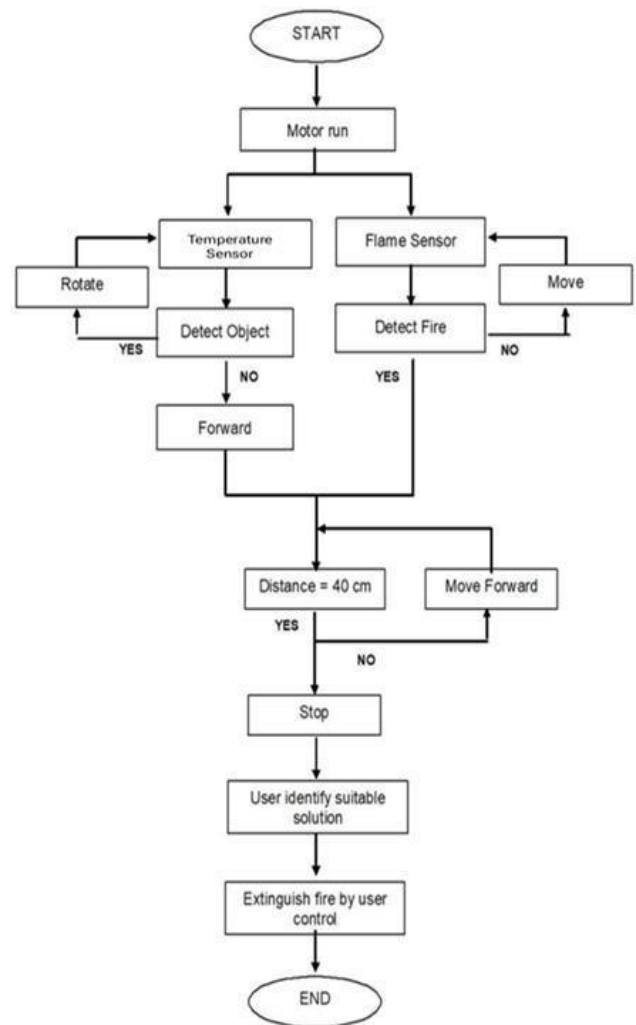 START
Motor run
Temperature
Sensor
Flame Sensor
Rotate
Move
Detect Object
Detect Fire
YES
NO
NO
YES
Forward
Distance = 40 cm
Move Forward
YES
NO
Stop
User identify suitable
solution
Extinguish fire by user
control
END